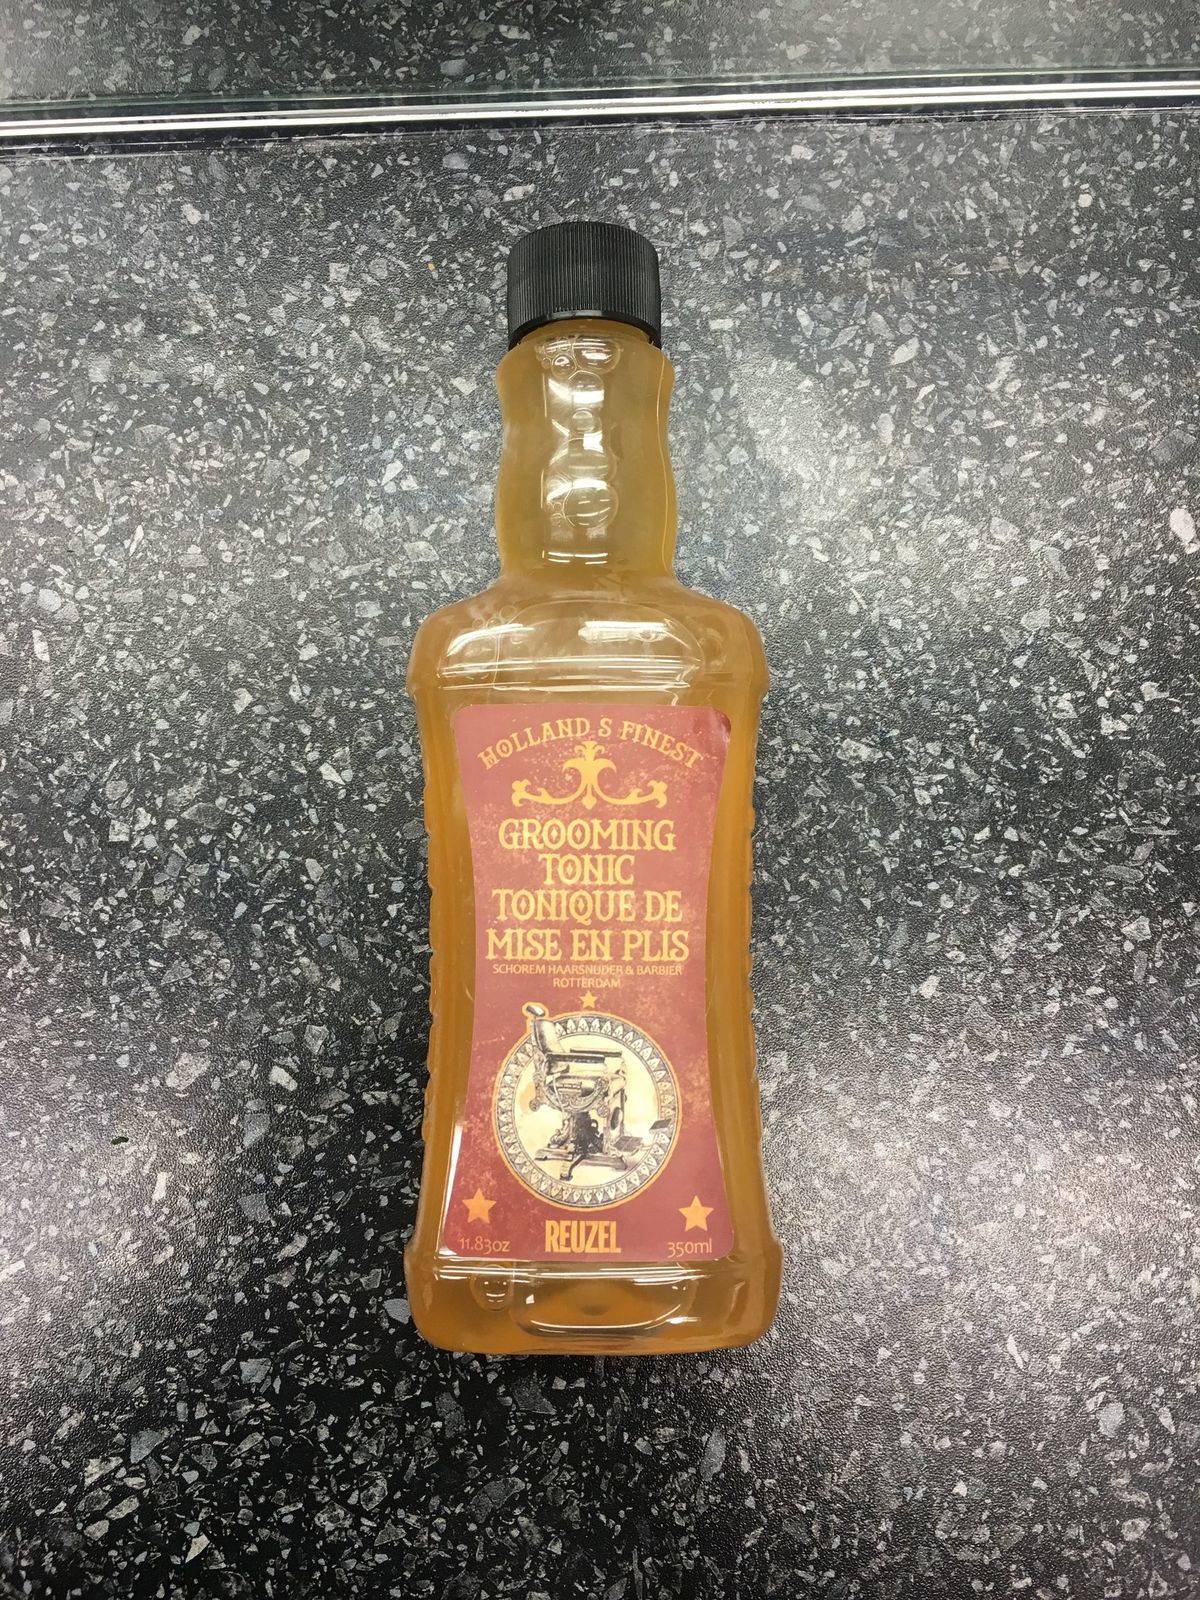 HOLLAND S FINEST
GROOMING
TONIC
TONIQUE DE
MISE EN PLIS
SCHOREM HAARSNIJDER & BARBIER
ROTTERDAM
11.83oz REUZEL 350ml